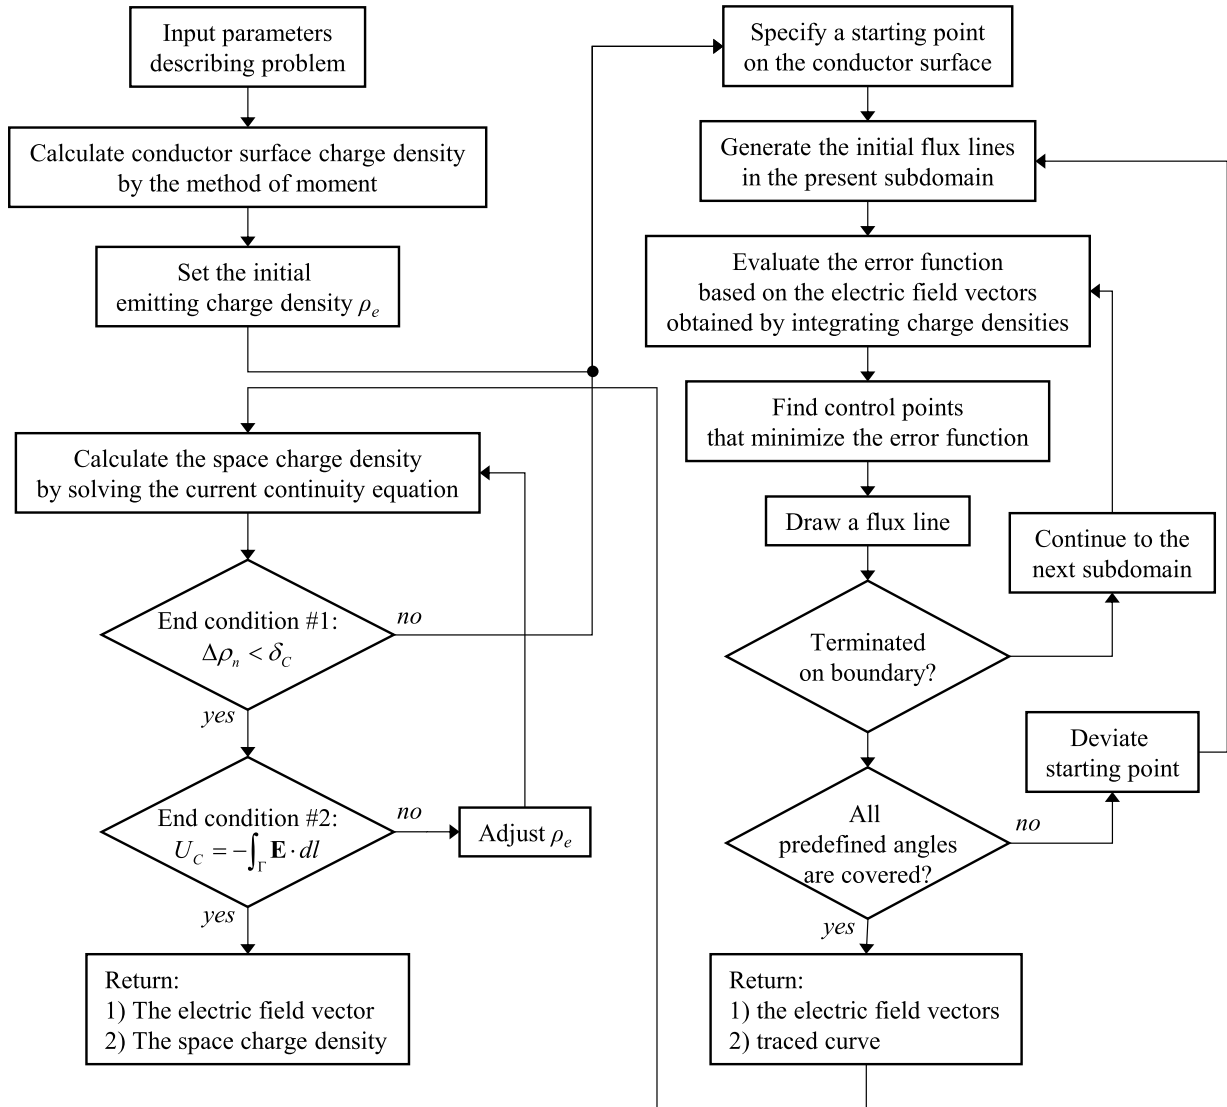 Input parameters
describing problem
Calculate conductor surface charge density
by the method of moment
Set the initial
emitting charge density ρₑ
Calculate the space charge density
by solving the current continuity equation
End condition #1:
Δρₙ < δ_C
no
yes
End condition #2:
U_C = −∫_Γ E · dl
no
Adjust ρₑ
yes
Return:
1) The electric field vector
2) The space charge density
Specify a starting point
on the conductor surface
Generate the initial flux lines
in the present subdomain
Evaluate the error function
based on the electric field vectors
obtained by integrating charge densities
Find control points
that minimize the error function
Draw a flux line
Continue to the
next subdomain
Terminated
on boundary?
Deviate
starting point
All
predefined angles
are covered?
no
yes
Return:
1) the electric field vectors
2) traced curve